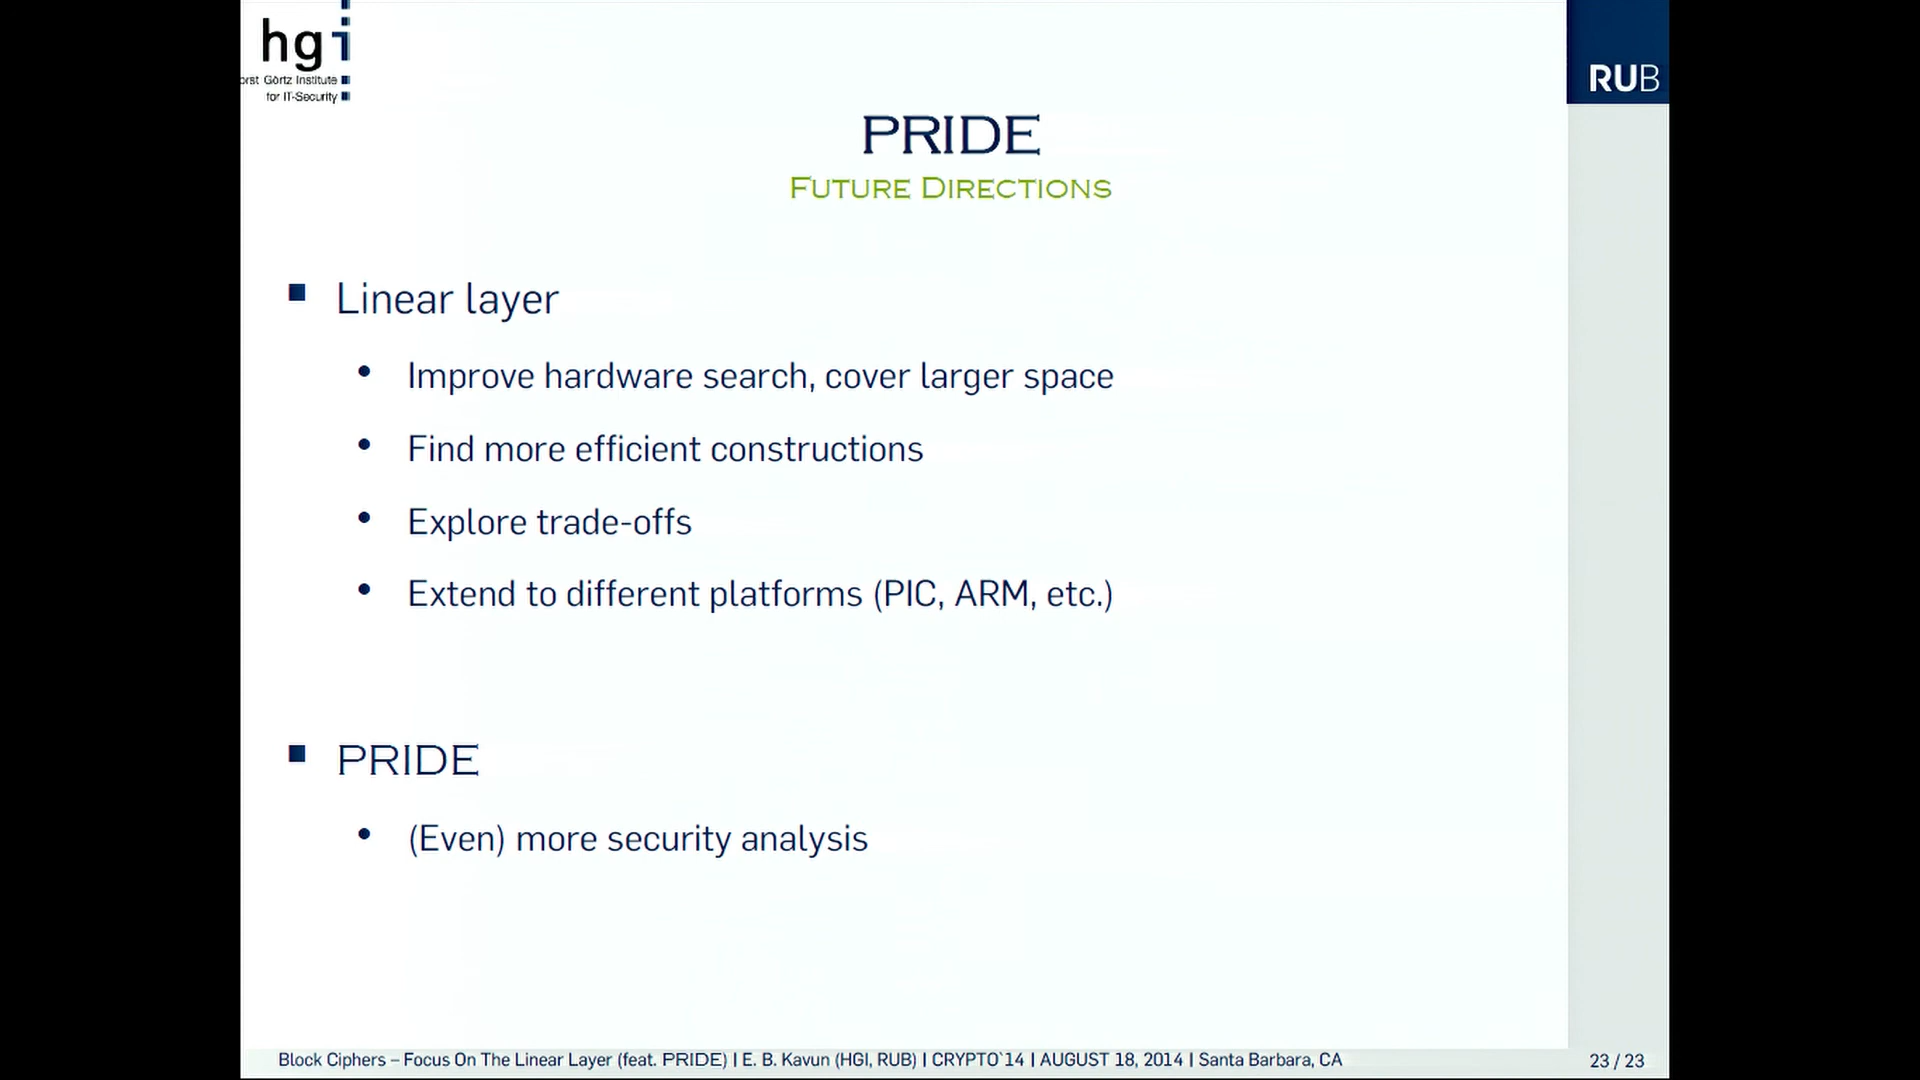 hgi
orst Görtz Institute
for IT-Security
RUB
PRIDE
Future Directions
Linear layer
Improve hardware search, cover larger space
Find more efficient constructions
Explore trade-offs
Extend to different platforms (PIC, ARM, etc.)
PRIDE
(Even) more security analysis
Block Ciphers – Focus On The Linear Layer (feat. PRIDE) | E. B. Kavun (HGI, RUB) | CRYPTO`14 | AUGUST 18, 2014 | Santa Barbara, CA
23 / 23